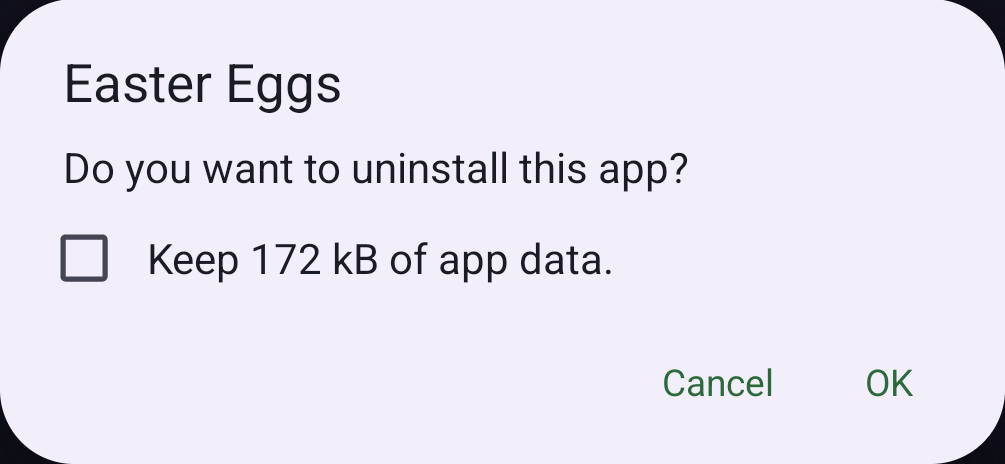 Easter Eggs
Do you want to uninstall this app?
Keep 172 kB of app data.
Cancel OK